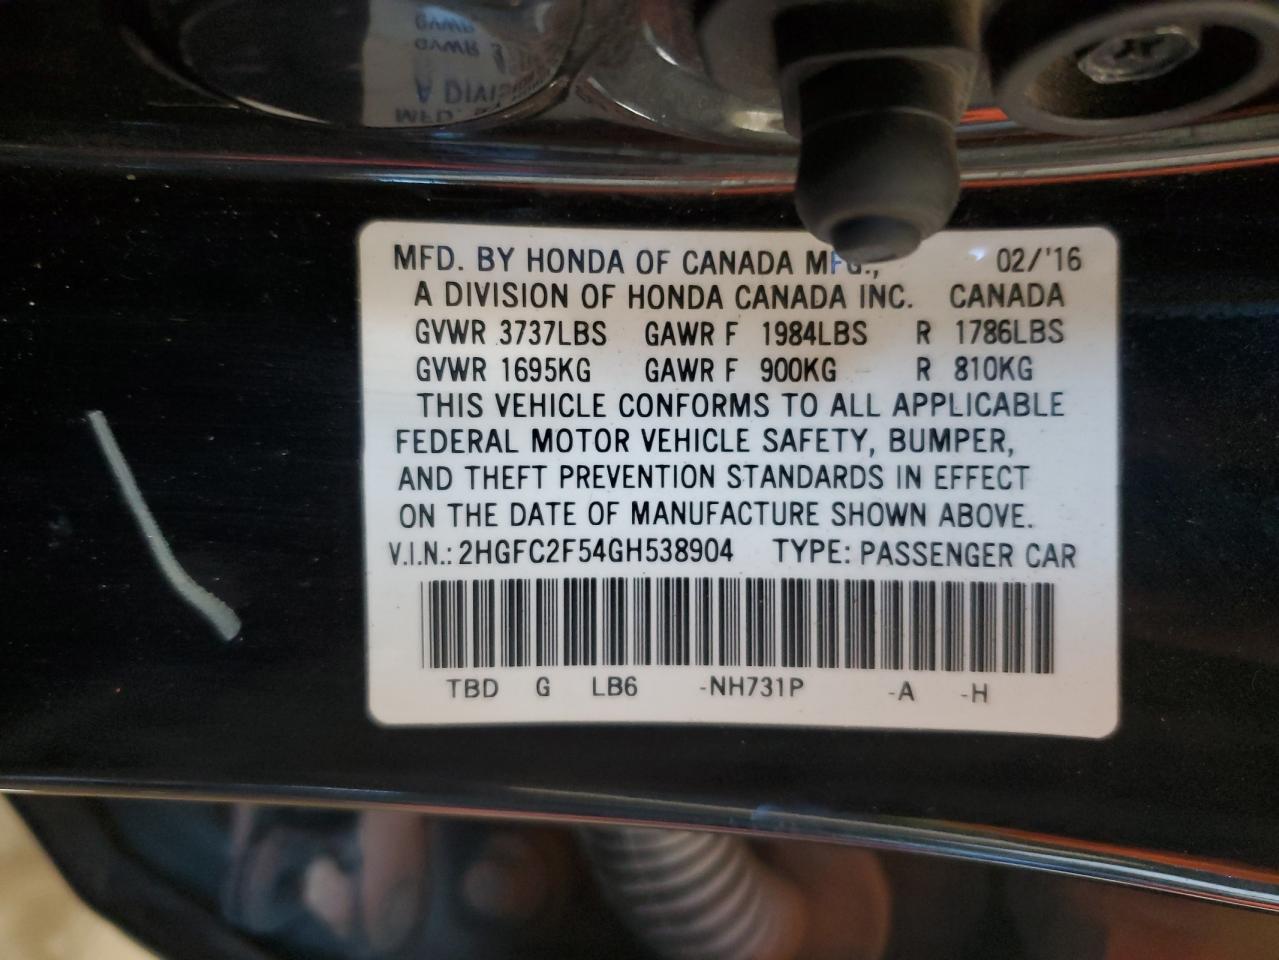 MFD. BY HONDA OF CANADA MFG., 02/'16
A DIVISION OF HONDA CANADA INC. CANADA
GVWR 3737LBS GAWR F 1984LBS R 1786LBS
GVWR 1695KG GAWR F 900KG R 810KG
THIS VEHICLE CONFORMS TO ALL APPLICABLE
FEDERAL MOTOR VEHICLE SAFETY, BUMPER,
AND THEFT PREVENTION STANDARDS IN EFFECT
ON THE DATE OF MANUFACTURE SHOWN ABOVE.
V.I.N.: 2HGFC2F54GH538904 TYPE: PASSENGER CAR
TBD G LB6 -NH731P -A -H